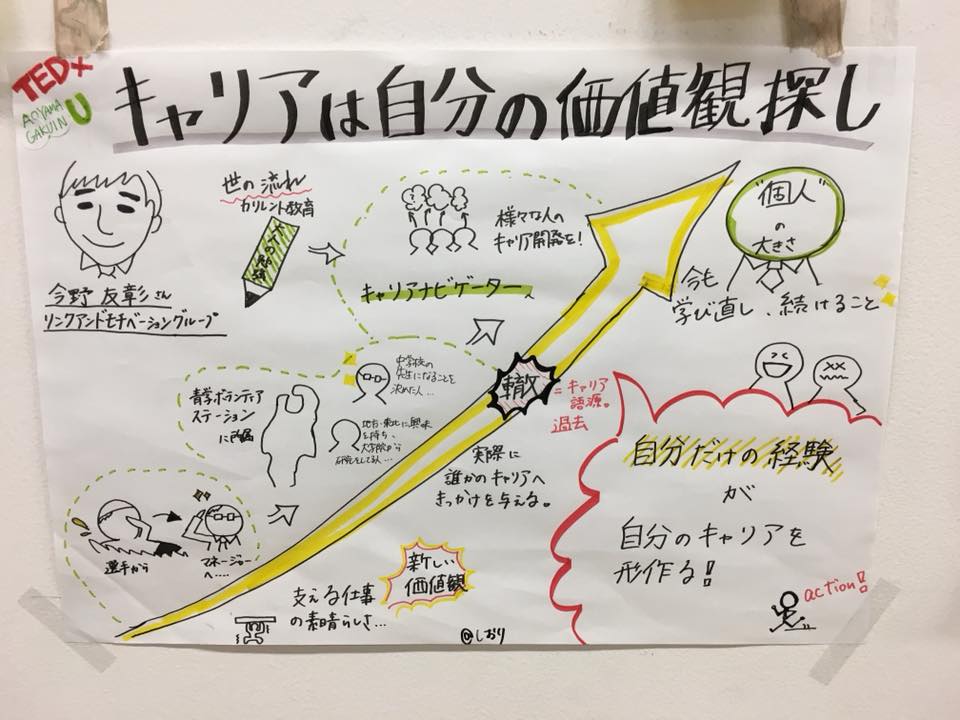 TEDx
AOYAMA
GAKUIN
U
キャリアは自分の価値観探し
今野 友彰さん
リンクアンドモチベーショングループ
世の流れ
カリレント教育
様々な人の
キャリア開発を!
キャリアナビゲーター
"個人"
の
大きさ
今も
学び直し、続けること
青学ボランティア
ステーション
に所属
中学校の
先生になることを
決めた人…
地方・東北に興味
を持ち、
大学院から
研究をしてる人…
轍
=キャリア
語源。
過去
実際に
誰かのキャリアへ
きっかけを与える。
選手から
マネージャー
へ……
新しい
価値観
支える仕事
の素晴らしさ…
@しおり
自分だけの経験
が
自分のキャリアを
形作る!
action!